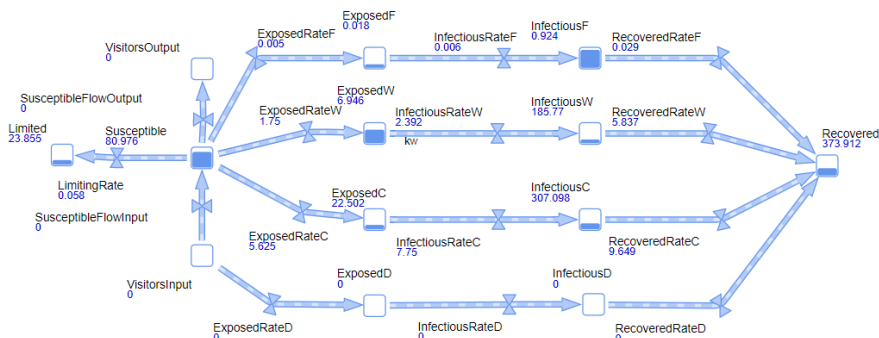 ExposedF
0.018
ExposedRateF
0.005
InfectiousRateF
0.006
InfectiousF
0.924
RecoveredRateF
0.029
VisitorsOutput
0
SusceptibleFlowOutput
0
ExposedW
6.946
ExposedRateW
1.75
InfectiousRateW
2.392
kw
InfectiousW
185.77
RecoveredRateW
5.837
Limited
23.855
Susceptible
80.976
Recovered
373.912
LimitingRate
0.058
SusceptibleFlowInput
0
ExposedC
22.502
ExposedRateC
5.625
InfectiousRateC
7.75
InfectiousC
307.098
RecoveredRateC
9.649
VisitorsInput
0
ExposedD
0
InfectiousD
0
ExposedRateD
0
InfectiousRateD
0
RecoveredRateD